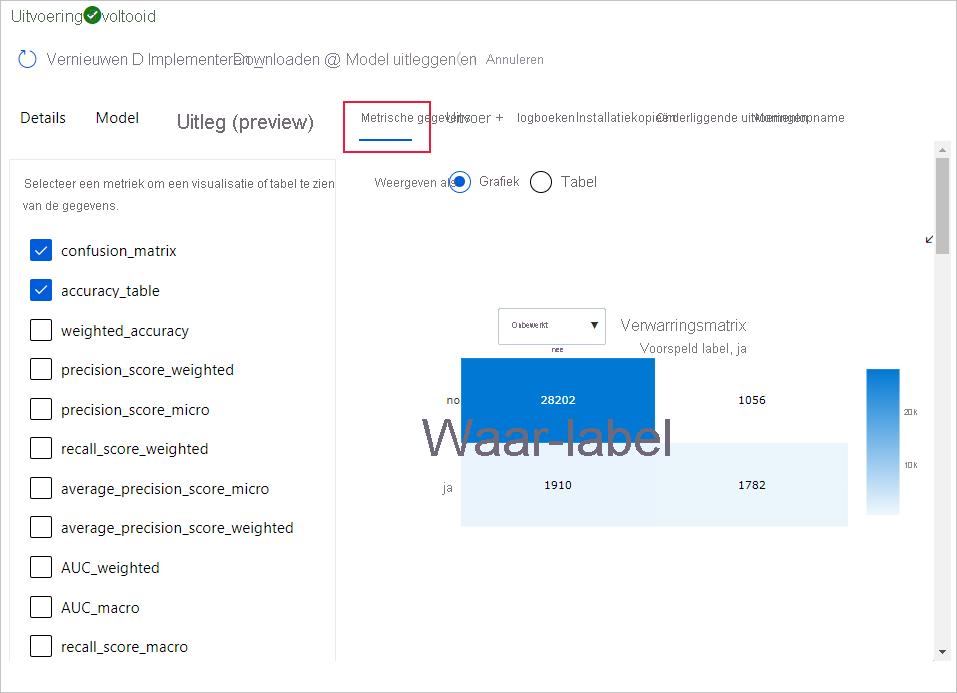 Uitvoering voltooid
Vernieuwen D Implementeren Downloaden @ Model uitleggen(en Annuleren
Details Model Uitleg (preview) Metrische gegevens Uitvoer + logboeken Installatiekopieën Onderliggende uitvoeringen Momentopname
Selecteer een metriek om een visualisatie of tabel te zien
van de gegevens.
Weergeven als Grafiek Tabel
confusion_matrix
accuracy_table
weighted_accuracy
precision_score_weighted
precision_score_micro
recall_score_weighted
average_precision_score_micro
average_precision_score_weighted
AUC_weighted
AUC_macro
recall_score_macro
Onbewerkt Verwarringsmatrix
nee Voorspeld label, ja
no 28202 1056
Waar-label
ja 1910 1782
20k
10k